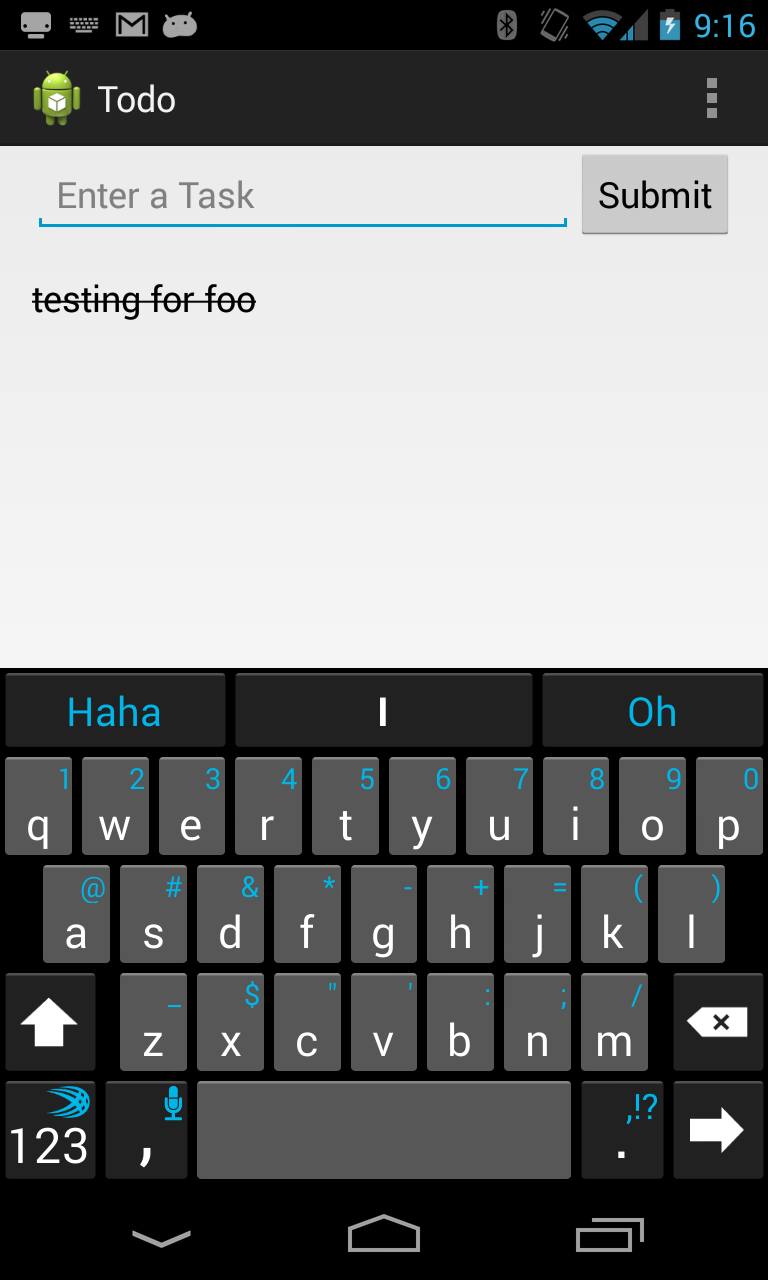 9:16
Todo
Enter a Task Submit
testing for foo
Haha I Oh
1 2 3 4 5 6 7 8 9 0
q w e r t y u i o p
@ # & * - + = ( )
a s d f g h j k l
_ $ " ' : ; /
z x c v b n m
,!?
123 , .